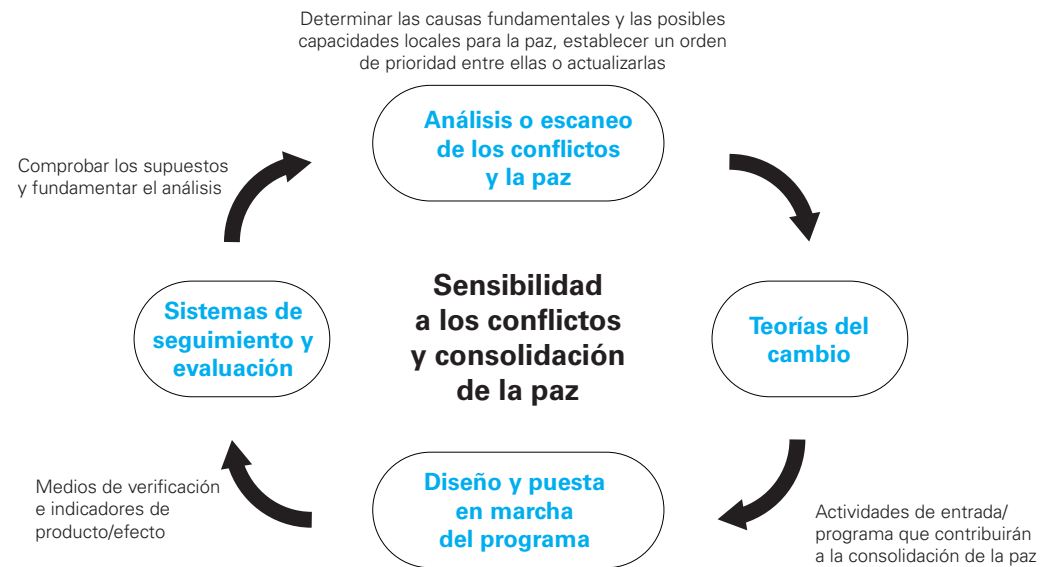 Determinar las causas fundamentales y las posibles
capacidades locales para la paz, establecer un orden
de prioridad entre ellas o actualizarlas
Análisis o escaneo
de los conflictos
y la paz
Comprobar los supuestos
y fundamentar el análisis
Sensibilidad
a los conflictos
y consolidación
de la paz
Sistemas de
seguimiento y
evaluación
Teorías del
cambio
Diseño y puesta
en marcha
del programa
Medios de verificación
e indicadores de
producto/efecto
Actividades de entrada/
programa que contribuirán
a la consolidación de la paz